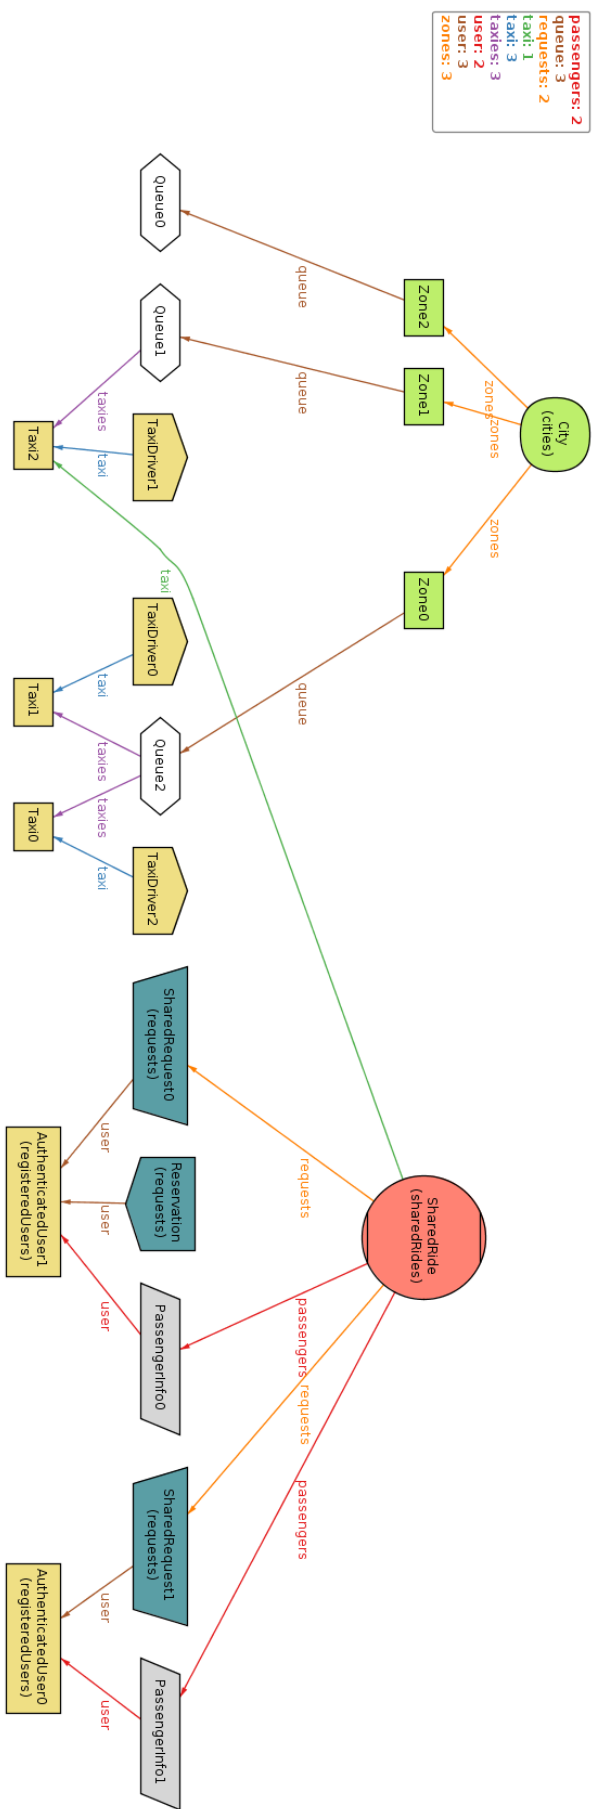 passengers: 2
queue: 3
requests: 2
taxi: 1
taxi: 3
taxies: 3
user: 2
user: 3
zones: 3
City
(cities)
zones
zones
zones
Zone2
Zone1
Zone0
SharedRide
(sharedRides)
queue
queue
queue
requests
passengers
requests
passengers
Queue0
Queue1
TaxiDriver1
taxi
TaxiDriver0
Queue2
TaxiDriver2
SharedRequest0
(requests)
Reservation
(requests)
PassengerInfo0
SharedRequest1
(requests)
PassengerInfo1
taxies
taxi
taxi
taxies
taxies
taxi
user
user
user
user
user
Taxi2
Taxi1
Taxi0
AuthenticatedUser1
(registeredUsers)
AuthenticatedUser0
(registeredUsers)